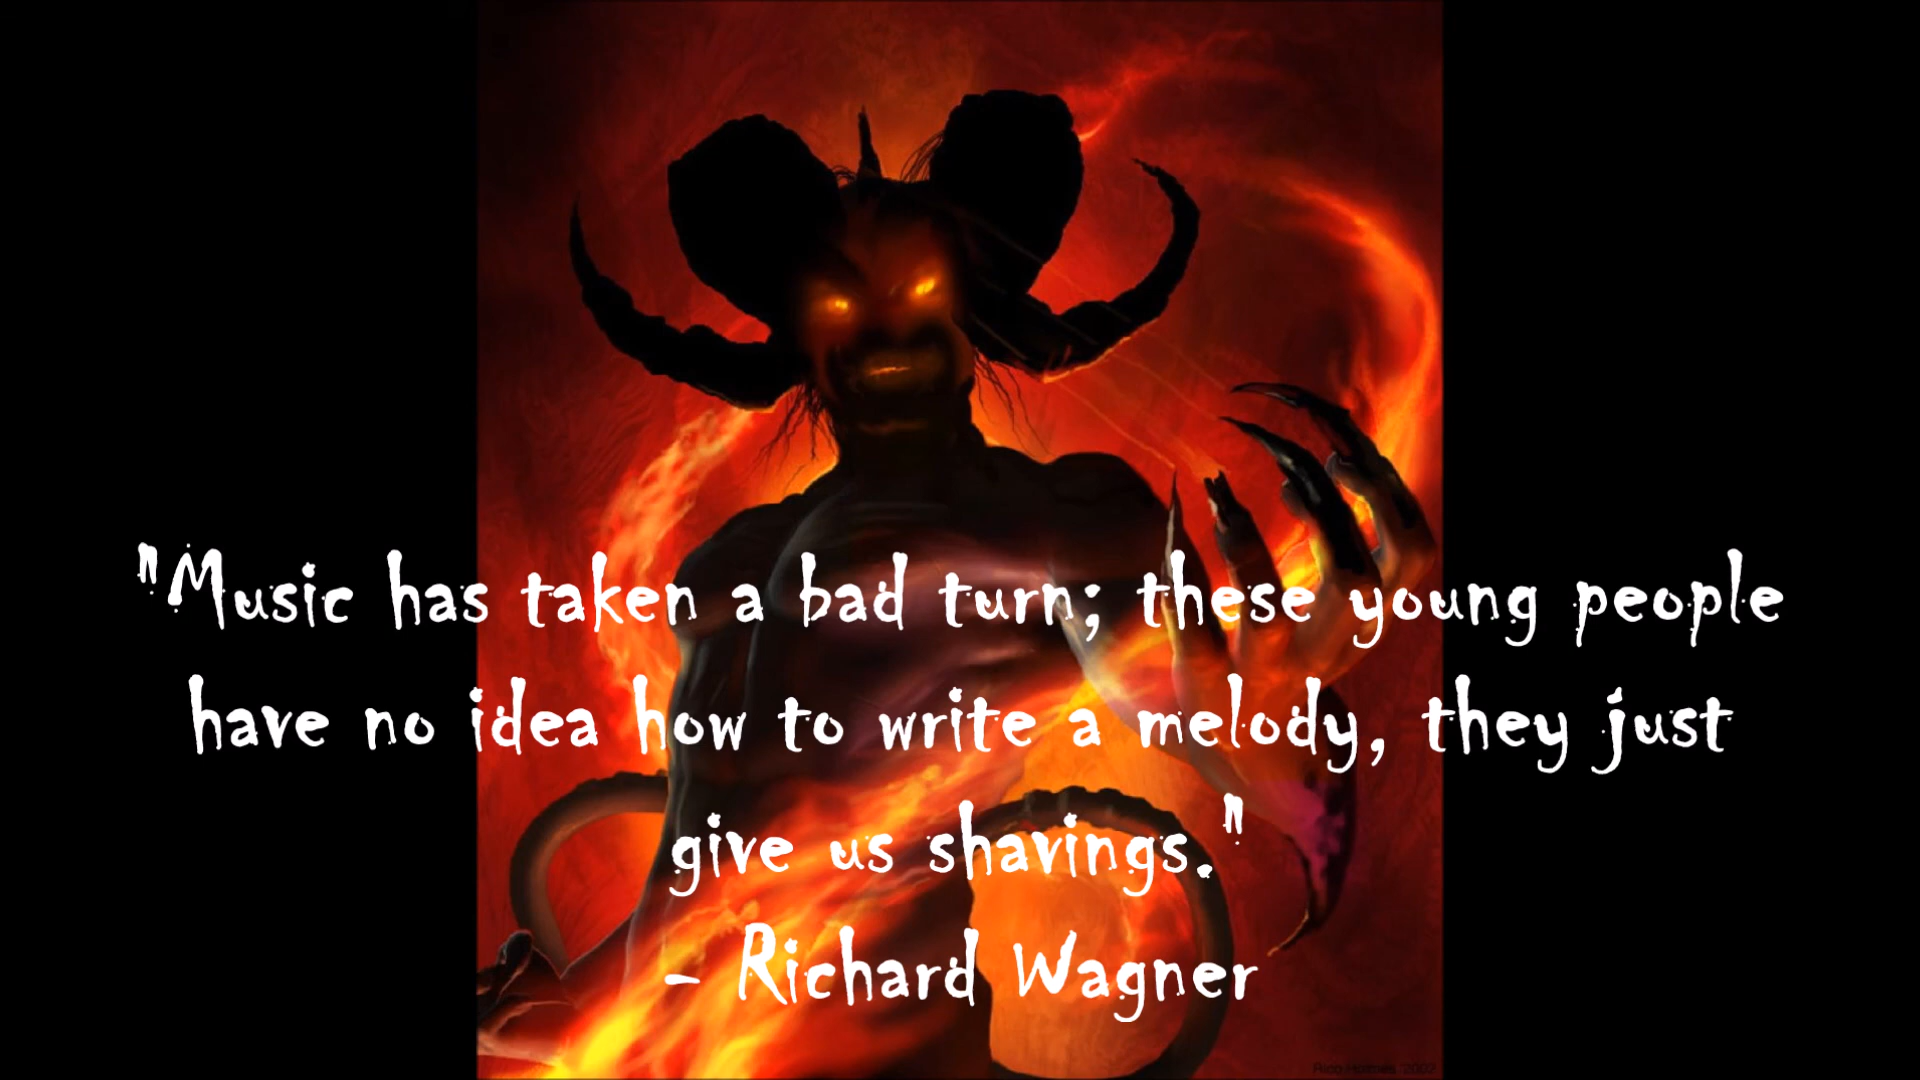 "Music has taken a bad turn; these young people
have no idea how to write a melody, they just
give us shavings."
- Richard Wagner
2002